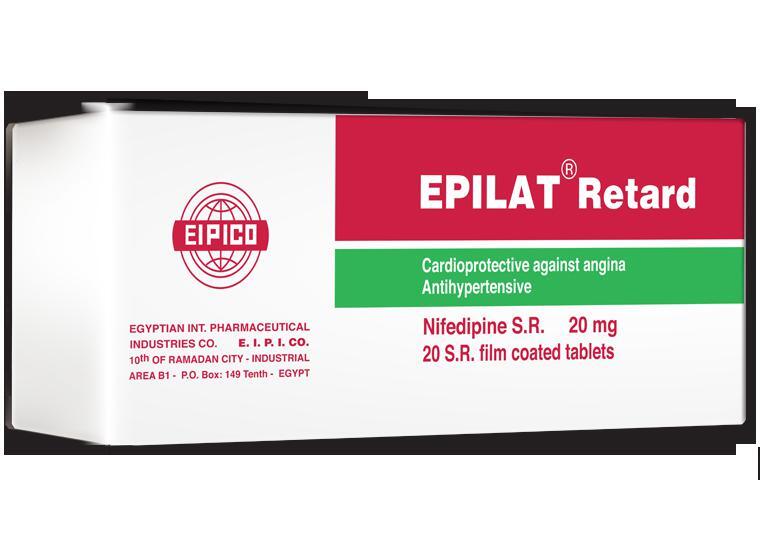 EIPICO
EGYPTIAN INT. PHARMACEUTICAL
INDUSTRIES CO. E. I. P. I. CO.
10th OF RAMADAN CITY - INDUSTRIAL
AREA B1 - P.O. Box: 149 Tenth - EGYPT
EPILAT® Retard
Cardioprotective against angina
Antihypertensive
Nifedipine S.R. 20 mg
20 S.R. film coated tablets